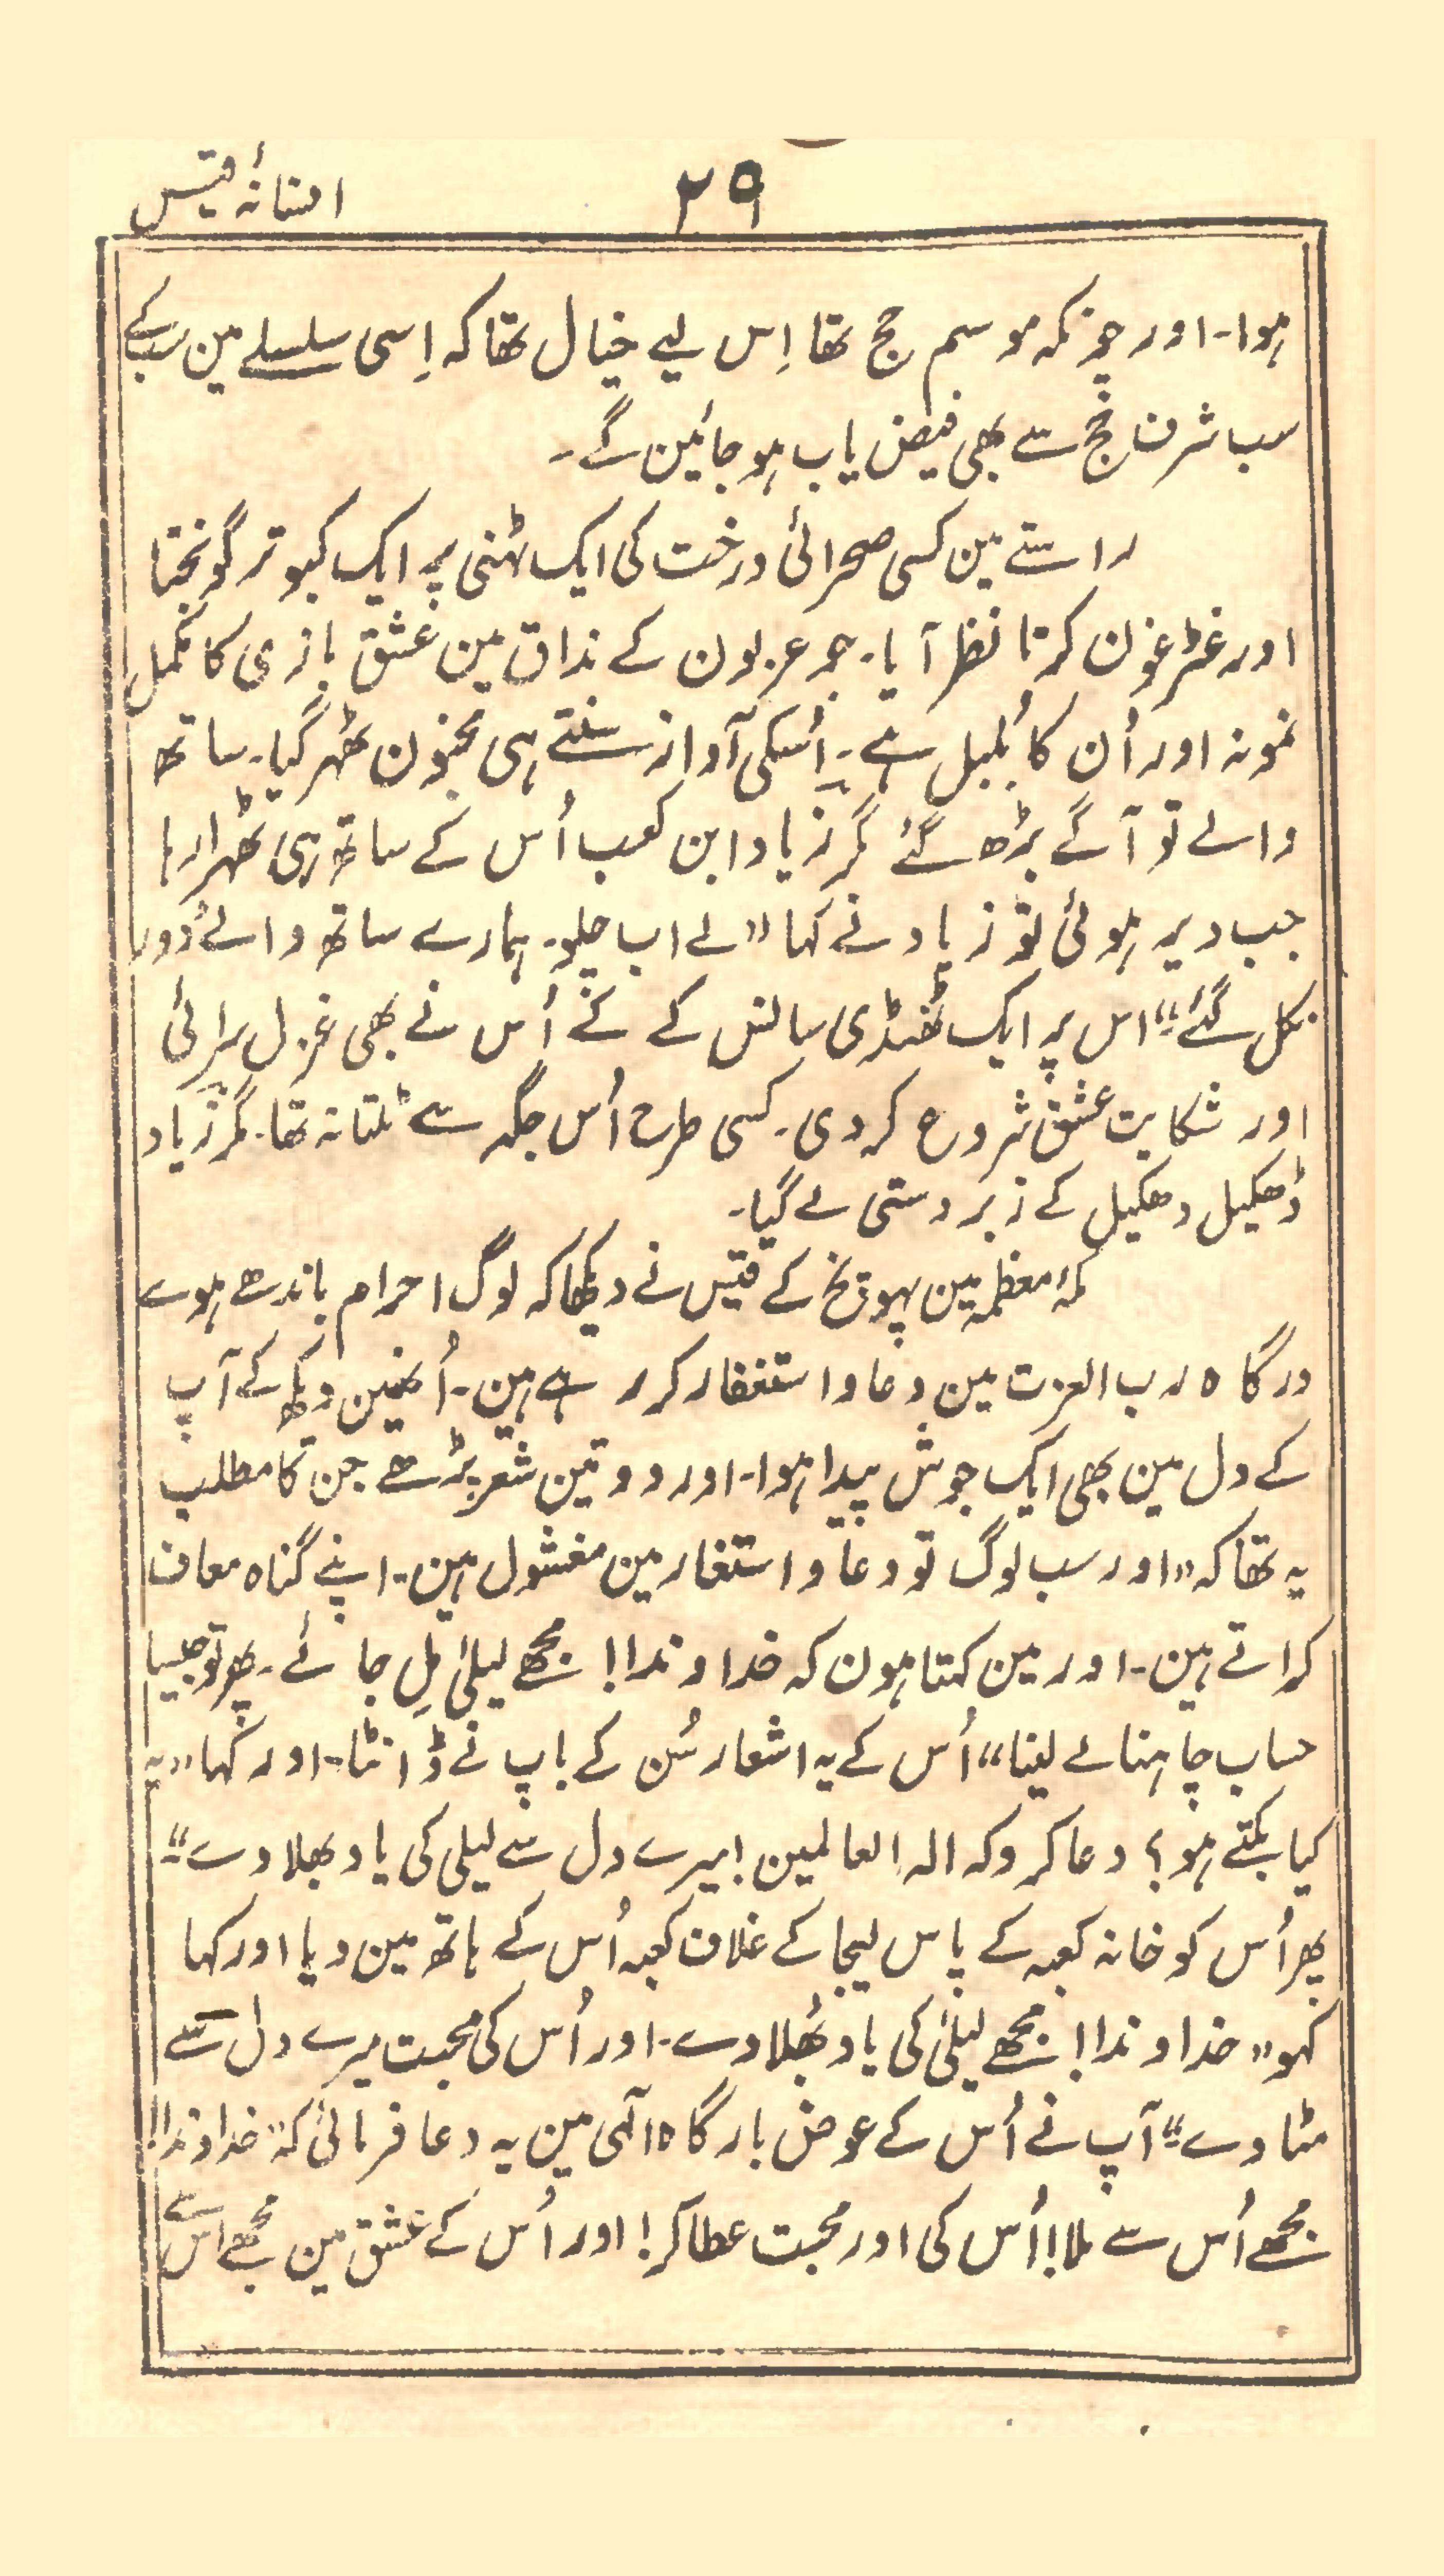 ۲۹
افسانۂ قیس
ہوا۔ اور چونکہ موسم حج تھا اِس لیے خیال تھا کہ اِسی سلسلے مین سب کے
سب شرف حج سے بھی فیض یاب ہو جائین گے۔
راستے مین کسی صحرائی درخت کی ایک ٹہنی پر ایک کبوتر گونجتا
اور غٹرغون کرتا نظر آیا۔ جو عربون کے مذاق مین عشق بازی کا مکمل
نمونہ اور اُن کا بُلبل ہے۔ اُسکی آواز سنتے ہی مجنون ٹھہر گیا۔ ساتھ
والے تو آگے بڑھ گئے مگر زیاد ابن کعب اُس کے ساتھ ہی ٹھہرا رہا
جب دیر ہوئی تو زیاد نے کہا "لے اب چلو۔ ہمارے ساتھ والے دُور
نکل گئے" اس پر ایک ٹھنڈی سانس لے کے اُس نے بھی غزل سرائی
اور شکایت عشق شروع کر دی۔ کسی طرح اُس جگہ سے ٹلتا نہ تھا۔ مگر زیاد
ڈھکیل دھکیل کے زبردستی لے گیا۔
مکۂ معظمہ مین پہونچ کے قیس نے دیکھا کہ لوگ احرام باندھے ہوے
درگاہ رب العزت مین دعا و استغفار کر رہے ہین۔ اُنھین دیکھ کے آپ
کے دل مین بھی ایک جوش پیدا ہوا۔ اور دو تین شعر پڑھے جن کا مطلب
یہ تھا کہ "اور سب لوگ تو دعا و استغفار مین مشغول ہین۔ اپنے گناہ معاف
کراتے ہین۔ اور مین کہتا ہون کہ خداوندا! مجھے لیلیٰ مِل جائے۔ پھر تو جیسا
حساب چاہنا لے لینا" اُس کے یہ اشعار سُن کے باپ نے ڈانٹا۔ اور کہا "یہ
کیا بکتے ہو؟ دعا کرو کہ الہ العالمین! میرے دل سے لیلی کی یاد بھلا دے"
پھر اُس کو خانہ کعبہ کے پاس لیجا کے غلاف کعبہ اُس کے ہاتھ مین دیا اور کہا
کہو "خداوندا! مجھے لیلیٰ کی یاد بُھلا دے۔ اور اُس کی محبت میرے دل سے
مٹا دے" آپ نے اُس کے عوض بارگاہ الٰہی مین یہ دعا فرمائی کہ "خداوندا!
مجھے اُس سے ملا! اُس کی اور محبت عطا کر! اور اُس کے عشق مین مجھے اس سے